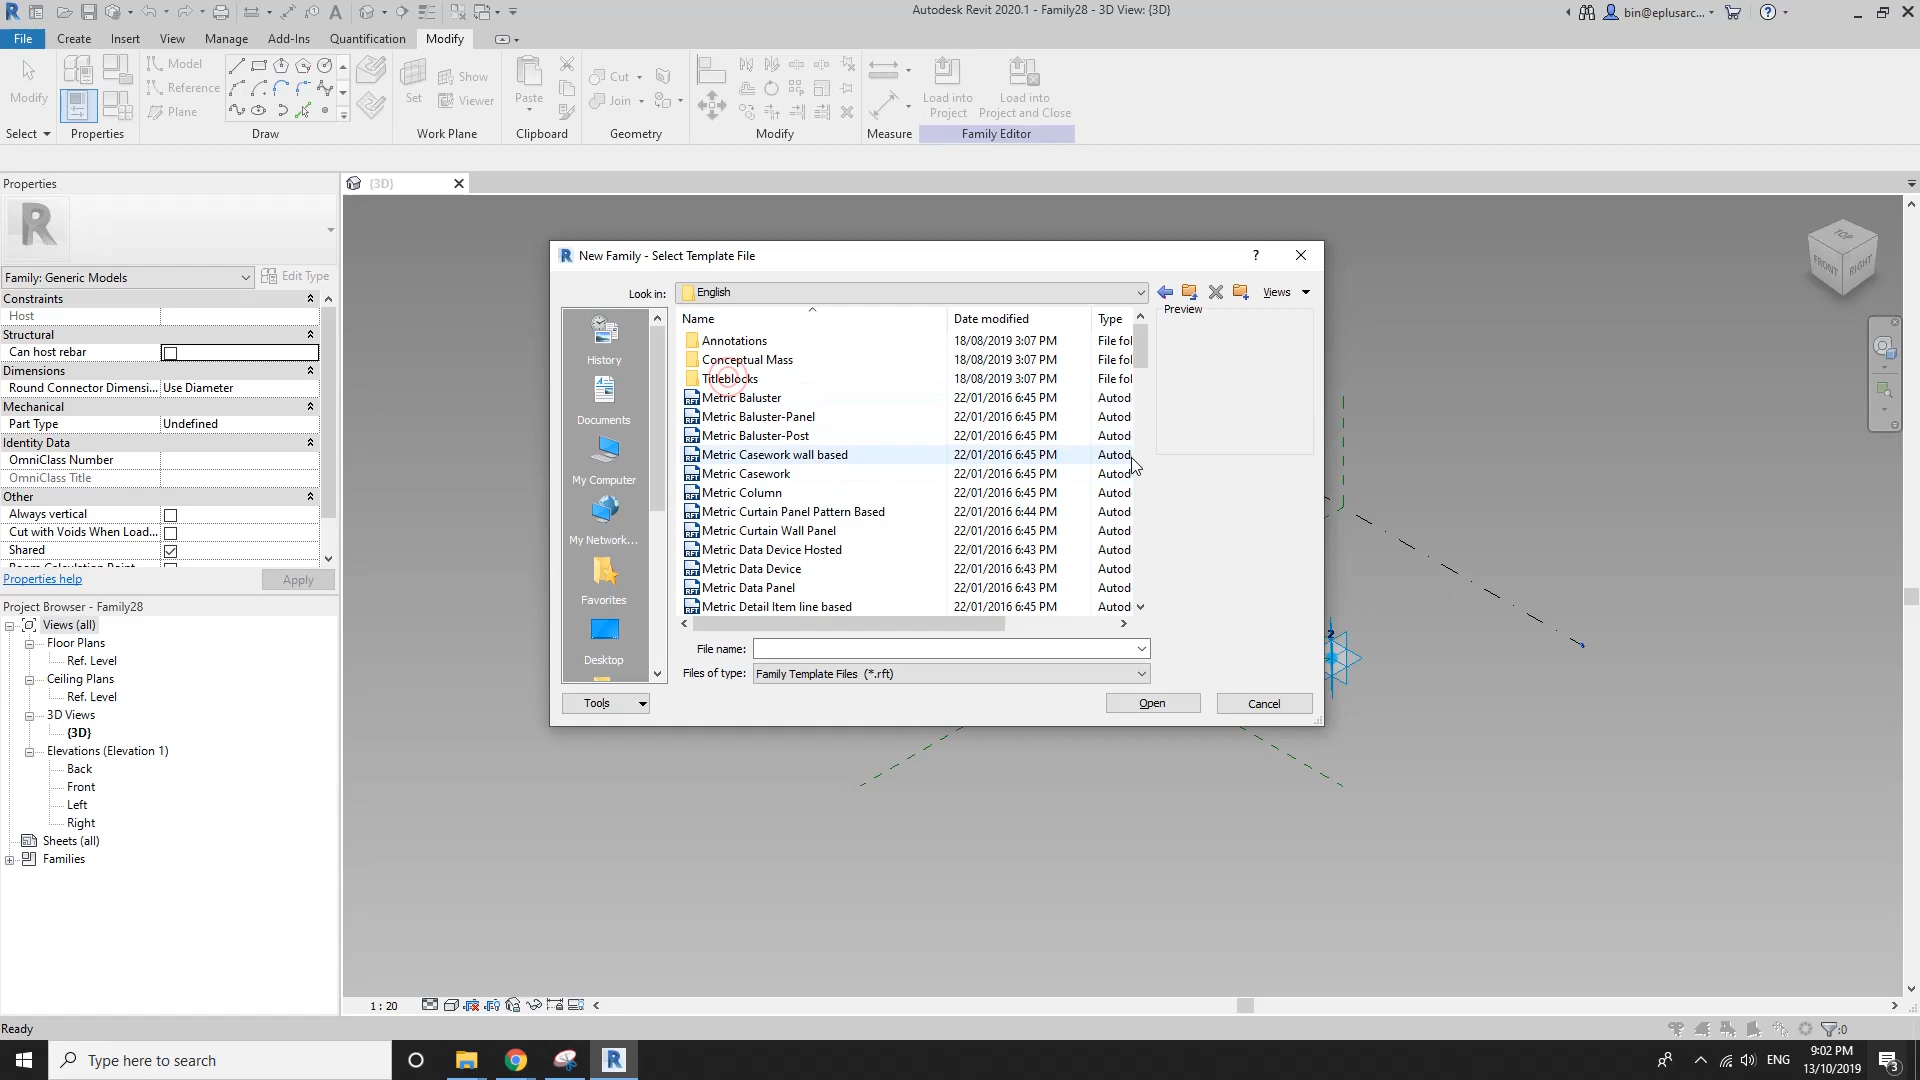 Autodesk Revit 2020.1 - Family28 - 3D View: {3D}
bin@eplusarc...
File Create Insert View Manage Add-Ins Quantification Modify
Model
Reference
Plane
Show
Viewer
Cut
Join
Modify
Set
Paste
Load into
Project
Load into
Project and Close
Select Properties Draw Work Plane Clipboard Geometry Modify Measure Family Editor
Properties
{3D}
Family: Generic Models
Edit Type
Constraints
Host
Structural
Can host rebar
Dimensions
Round Connector Dimensi... Use Diameter
Mechanical
Part Type Undefined
Identity Data
OmniClass Number
OmniClass Title
Other
Always vertical
Cut with Voids When Load...
Shared
Properties help
Apply
Project Browser - Family28
Views (all)
Floor Plans
Ref. Level
Ceiling Plans
Ref. Level
3D Views
{3D}
Elevations (Elevation 1)
Back
Front
Left
Right
Sheets (all)
Families
New Family - Select Template File
Look in: English
Views
Preview
History
Documents
My Computer
My Network...
Favorites
Desktop
Name Date modified Type
Annotations 18/08/2019 3:07 PM File fol
Conceptual Mass 18/08/2019 3:07 PM File fol
Titleblocks 18/08/2019 3:07 PM File fol
Metric Baluster 22/01/2016 6:45 PM Autod
Metric Baluster-Panel 22/01/2016 6:45 PM Autod
Metric Baluster-Post 22/01/2016 6:45 PM Autod
Metric Casework wall based 22/01/2016 6:45 PM Autod
Metric Casework 22/01/2016 6:45 PM Autod
Metric Column 22/01/2016 6:45 PM Autod
Metric Curtain Panel Pattern Based 22/01/2016 6:44 PM Autod
Metric Curtain Wall Panel 22/01/2016 6:45 PM Autod
Metric Data Device Hosted 22/01/2016 6:43 PM Autod
Metric Data Device 22/01/2016 6:43 PM Autod
Metric Data Panel 22/01/2016 6:43 PM Autod
Metric Detail Item line based 22/01/2016 6:45 PM Autod
File name:
Files of type: Family Template Files (*.rft)
Tools
Open
Cancel
TOP
FRONT
RIGHT
2
1 : 20
Ready
:0
Type here to search
ENG
9:02 PM
13/10/2019
3